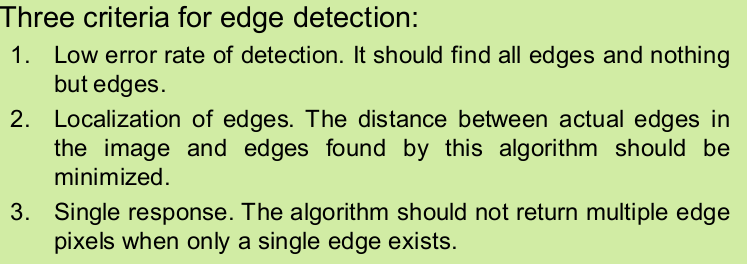 Three criteria for edge detection:
1. Low error rate of detection. It should find all edges and nothing
but edges.
2. Localization of edges. The distance between actual edges in
the image and edges found by this algorithm should be
minimized.
3. Single response. The algorithm should not return multiple edge
pixels when only a single edge exists.